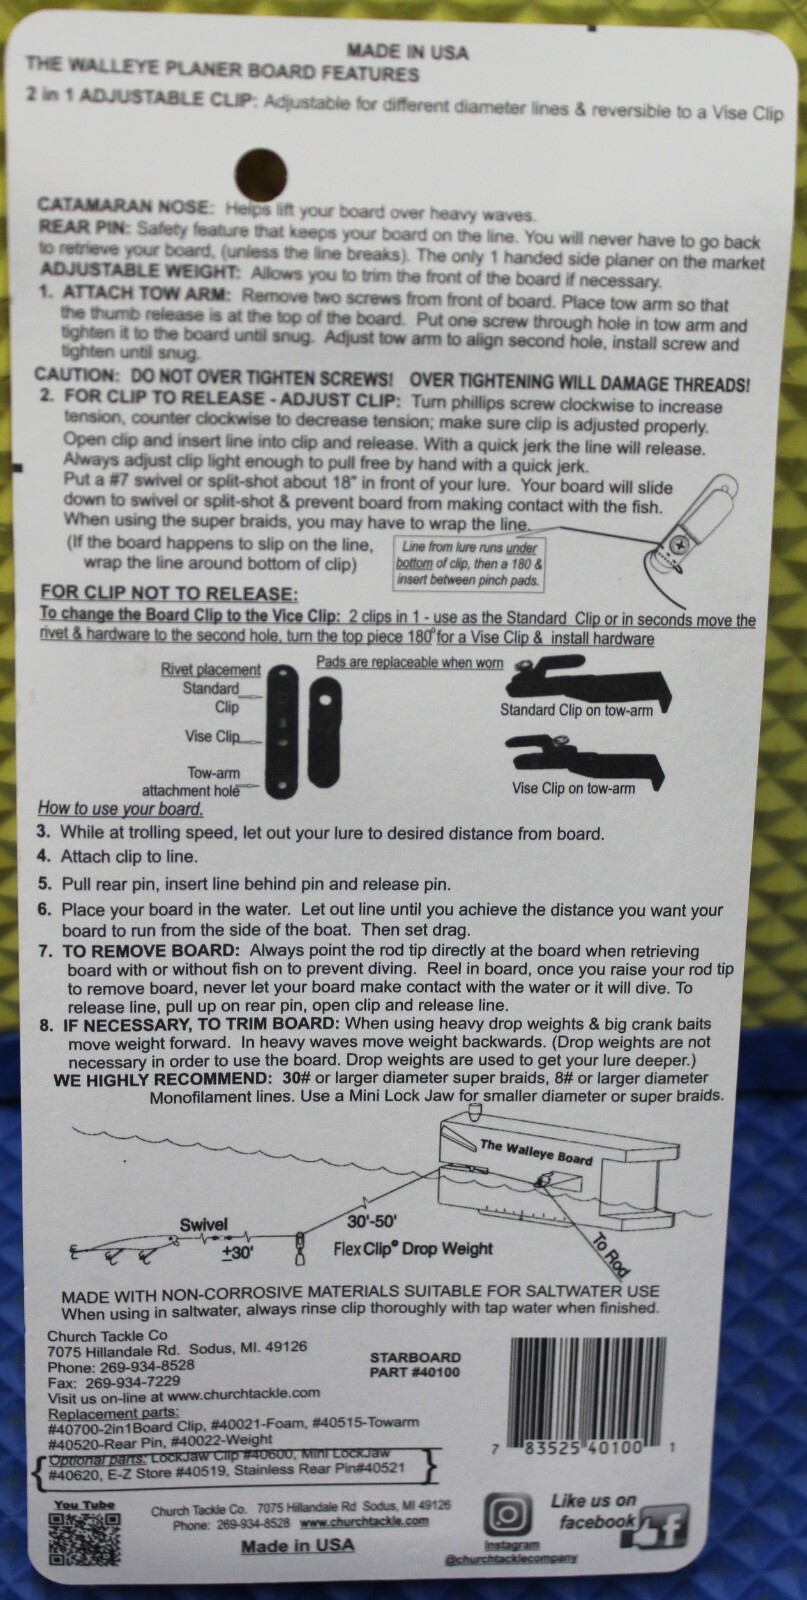 MADE IN USA
THE WALLEYE PLANER BOARD FEATURES
2 in 1 ADJUSTABLE CLIP: Adjustable for different diameter lines & reversible to a Vise Clip
CATAMARAN NOSE: Helps lift your board over heavy waves.
REAR PIN: Safety feature that keeps your board on the line. You will never have to go back
to retrieve your board, (unless the line breaks). The only 1 handed side planer on the market
ADJUSTABLE WEIGHT: Allows you to trim the front of the board if necessary.
1. ATTACH TOW ARM: Remove two screws from front of board. Place tow arm so that
the thumb release is at the top of the board. Put one screw through hole in tow arm and
tighten it to the board until snug. Adjust tow arm to align second hole, install screw and
tighten until snug.
CAUTION: DO NOT OVER TIGHTEN SCREWS! OVER TIGHTENING WILL DAMAGE THREADS!
2. FOR CLIP TO RELEASE - ADJUST CLIP: Turn phillips screw clockwise to increase
tension, counter clockwise to decrease tension; make sure clip is adjusted properly.
Open clip and insert line into clip and release. With a quick jerk the line will release.
Always adjust clip light enough to pull free by hand with a quick jerk.
Put a #7 swivel or split-shot about 18" in front of your lure. Your board will slide
down to swivel or split-shot & prevent board from making contact with the fish.
When using the super braids, you may have to wrap the line.
(If the board happens to slip on the line,
wrap the line around bottom of clip)
Line from lure runs under
bottom of clip, then a 180 &
insert between pinch pads.
FOR CLIP NOT TO RELEASE:
To change the Board Clip to the Vice Clip: 2 clips in 1 - use as the Standard Clip or in seconds move the
rivet & hardware to the second hole, turn the top piece 180° for a Vise Clip & install hardware
Rivet placement
Standard
Clip
Vise Clip
Tow-arm
attachment hole
Pads are replaceable when worn
Standard Clip on tow-arm
Vise Clip on tow-arm
How to use your board.
3. While at trolling speed, let out your lure to desired distance from board.
4. Attach clip to line.
5. Pull rear pin, insert line behind pin and release pin.
6. Place your board in the water. Let out line until you achieve the distance you want your
board to run from the side of the boat. Then set drag.
7. TO REMOVE BOARD: Always point the rod tip directly at the board when retrieving
board with or without fish on to prevent diving. Reel in board, once you raise your rod tip
to remove board, never let your board make contact with the water or it will dive. To
release line, pull up on rear pin, open clip and release line.
8. IF NECESSARY, TO TRIM BOARD: When using heavy drop weights & big crank baits
move weight forward. In heavy waves move weight backwards. (Drop weights are not
necessary in order to use the board. Drop weights are used to get your lure deeper.)
WE HIGHLY RECOMMEND: 30# or larger diameter super braids, 8# or larger diameter
Monofilament lines. Use a Mini Lock Jaw for smaller diameter or super braids.
The Walleye Board
Swivel
±30'
30'-50'
FlexClip® Drop Weight
To Rod
MADE WITH NON-CORROSIVE MATERIALS SUITABLE FOR SALTWATER USE
When using in saltwater, always rinse clip thoroughly with tap water when finished.
Church Tackle Co
7075 Hillandale Rd. Sodus, MI. 49126
Phone: 269-934-8528
Fax: 269-934-7229
Visit us on-line at www.churchtackle.com
STARBOARD
PART #40100
Replacement parts:
#40700-2in1Board Clip, #40021-Foam, #40515-Towarm
#40520-Rear Pin, #40022-Weight
Optional parts: LockJaw Clip #40600, Mini LockJaw
#40620, E-Z Store #40519, Stainless Rear Pin#40521
7 83525 40100 1
You Tube
Church Tackle Co. 7075 Hillandale Rd Sodus, MI 49126
Phone: 269-934-8528 www.churchtackle.com
Made in USA
Instagram
@churchtacklecompany
Like us on
facebook
f